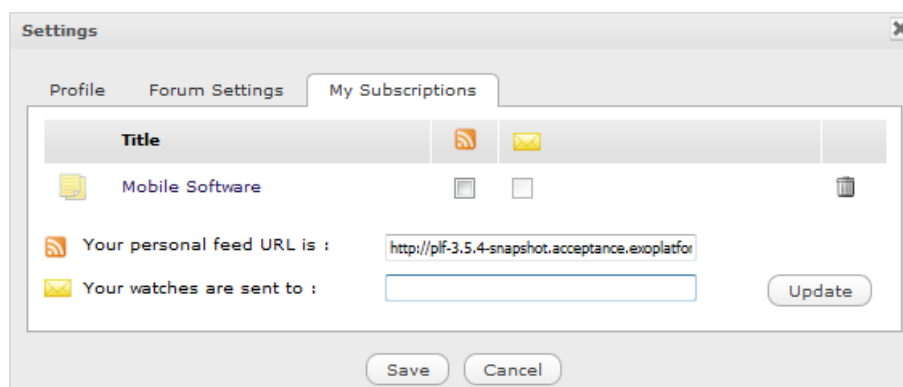 Settings
Profile Forum Settings My Subscriptions
Title
Mobile Software
Your personal feed URL is : http://plf-3.5.4-snapshot.acceptance.exoplatfor
Your watches are sent to : Update
Save Cancel